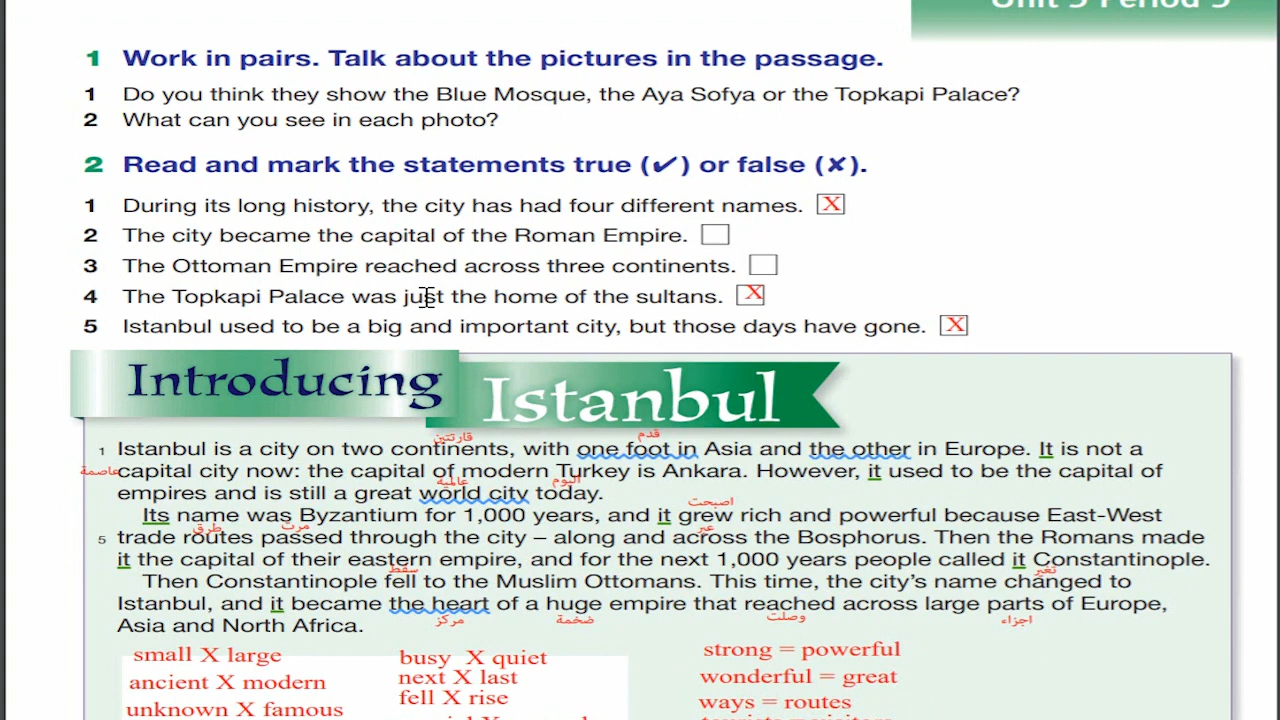 Unit 5 Period 5
1 Work in pairs. Talk about the pictures in the passage.
1 Do you think they show the Blue Mosque, the Aya Sofya or the Topkapi Palace?
2 What can you see in each photo?
2 Read and mark the statements true (✔) or false (✘).
1 During its long history, the city has had four different names. X
2 The city became the capital of the Roman Empire.
3 The Ottoman Empire reached across three continents.
4 The Topkapi Palace was just the home of the sultans. X
5 Istanbul used to be a big and important city, but those days have gone. X
Introducing Istanbul
قارتتين قدم
1 Istanbul is a city on two continents, with one foot in Asia and the other in Europe. It is not a
عاصمة capital city now: the capital of modern Turkey is Ankara. However, it used to be the capital of
عالمية اليوم
empires and is still a great world city today.
اصبحت
Its name was Byzantium for 1,000 years, and it grew rich and powerful because East-West
طرق مرت عبر
5 trade routes passed through the city – along and across the Bosphorus. Then the Romans made
it the capital of their eastern empire, and for the next 1,000 years people called it Constantinople.
سقط تغير
Then Constantinople fell to the Muslim Ottomans. This time, the city's name changed to
Istanbul, and it became the heart of a huge empire that reached across large parts of Europe,
مركز ضخمة وصلت اجزاء
Asia and North Africa.
small X large busy X quiet strong = powerful
ancient X modern next X last wonderful = great
unknown X famous fell X rise ways = routes